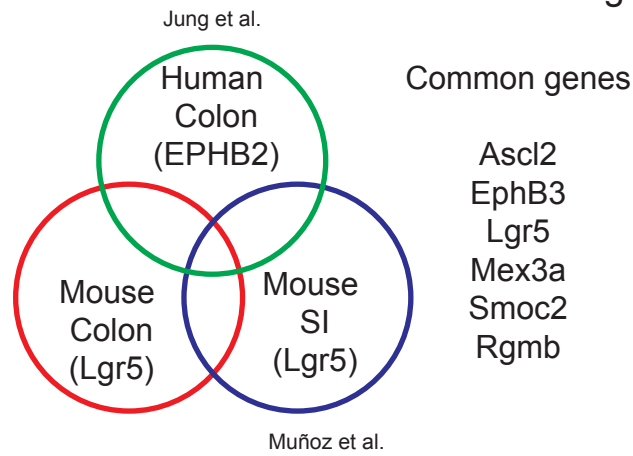 Jung et al.
Human
Colon
(EPHB2)
Common genes
Ascl2
EphB3
Lgr5
Mex3a
Smoc2
Rgmb
Mouse
Colon
(Lgr5)
Mouse
SI
(Lgr5)
Muñoz et al.